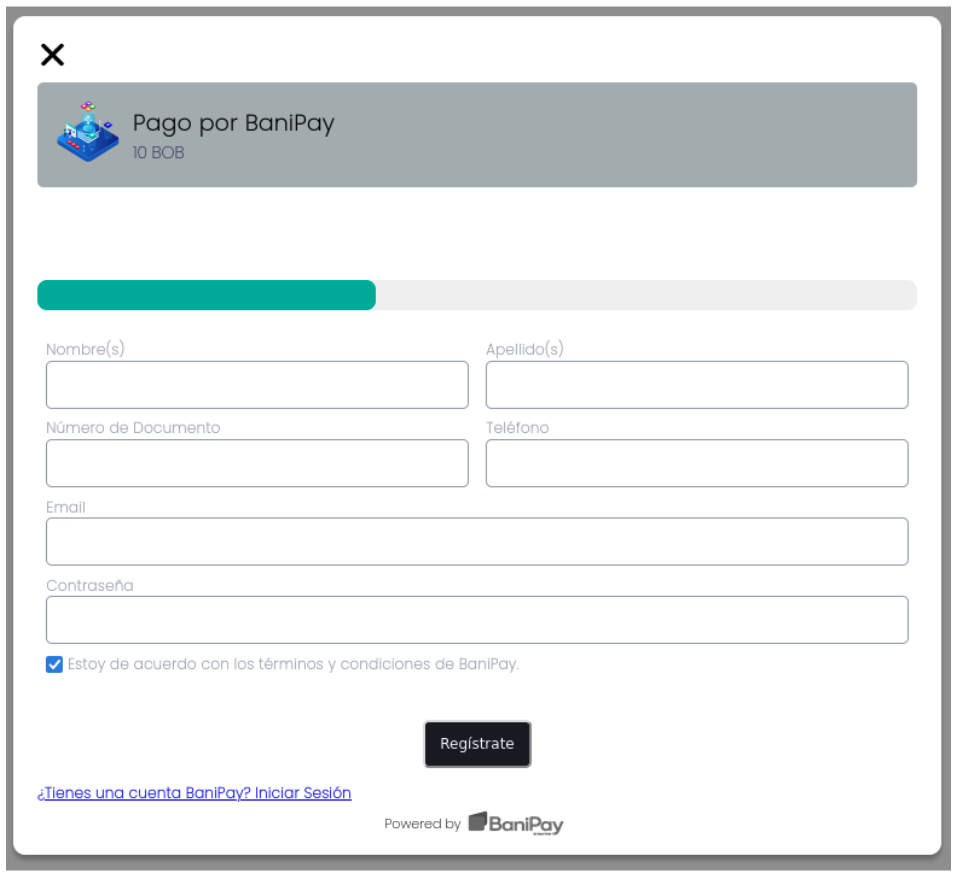 Pago por BaniPay
10 BOB
Nombre(s)
Apellido(s)
Número de Documento
Teléfono
Email
Contraseña
Estoy de acuerdo con los términos y condiciones de BaniPay.
Regístrate
¿Tienes una cuenta BaniPay? Iniciar Sesión
Powered by BaniPay